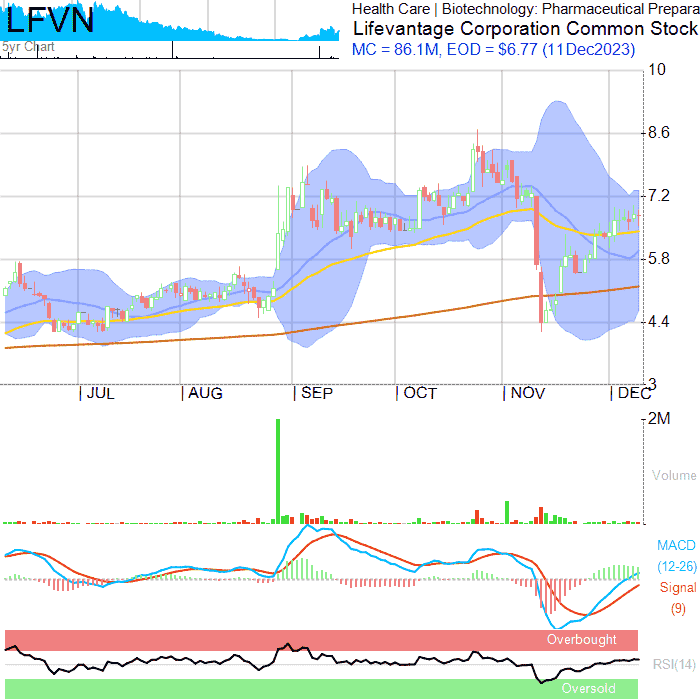 LFVN
Health Care | Biotechnology: Pharmaceutical Prepara
Lifevantage Corporation Common Stock
5yr Chart
MC = 86.1M, EOD = $6.77 (11Dec2023)
10
8.6
7.2
5.8
4.4
3
JUL AUG SEP OCT NOV DEC
2M
Volume
MACD
(12-26)
Signal
(9)
Overbought
RSI(14)
Oversold